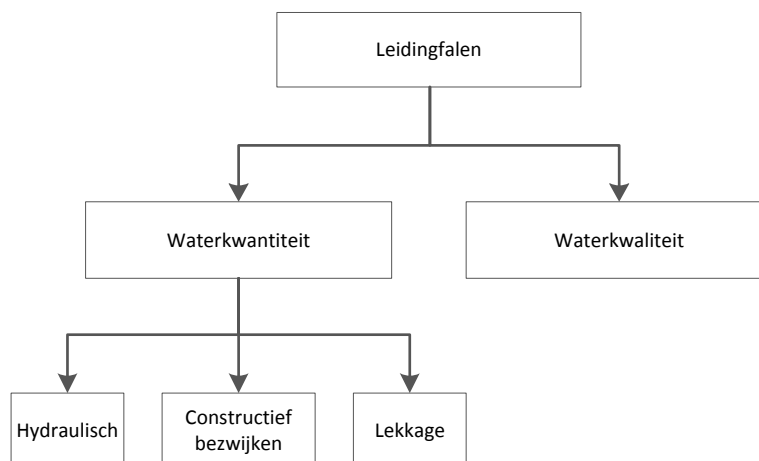 Leidingfalen
Waterkwantiteit
Waterkwaliteit
Hydraulisch
Constructief
bezwijken
Lekkage